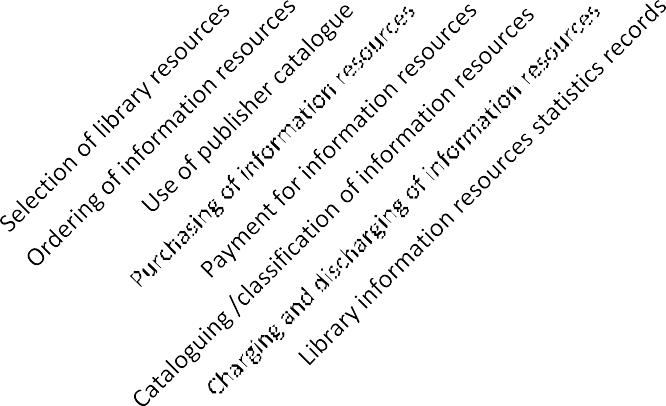 Selection of library resources
Ordering of information resources
Use of publisher catalogue
Purchasing of information resources
Payment for information resources
Cataloguing /classification of information resources
Charging and discharging of information resources
Library information resources statistics records